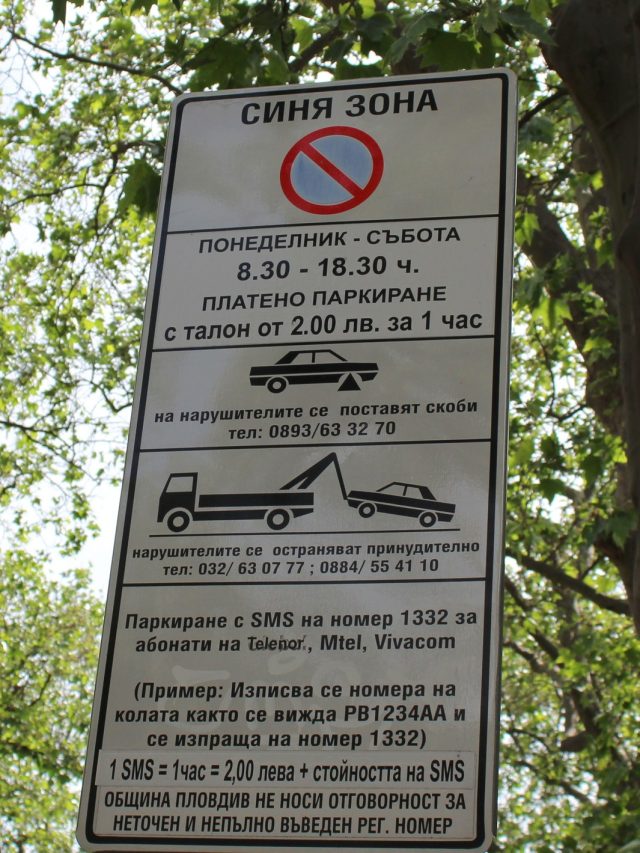 СИНЯ ЗОНА
ПОНЕДЕЛНИК - СЪБОТА
8.30 - 18.30 ч.
ПЛАТЕНО ПАРКИРАНЕ
с талон от 2.00 лв. за 1 час
на нарушителите се поставят скоби
тел: 0893/63 32 70
нарушителите се остраняват принудително
тел: 032/ 63 07 77 ; 0884/ 55 41 10
Паркиране с SMS на номер 1332 за
абонати на Telenor, Mtel, Vivacom
(Пример: Изписва се номера на
колата както се вижда РВ1234АА и
се изпраща на номер 1332)
1 SMS = 1час = 2,00 лева + стойността на SMS
ОБЩИНА ПЛОВДИВ НЕ НОСИ ОТГОВОРНОСТ ЗА
НЕТОЧЕН И НЕПЪЛНО ВЪВЕДЕН РЕГ. НОМЕР